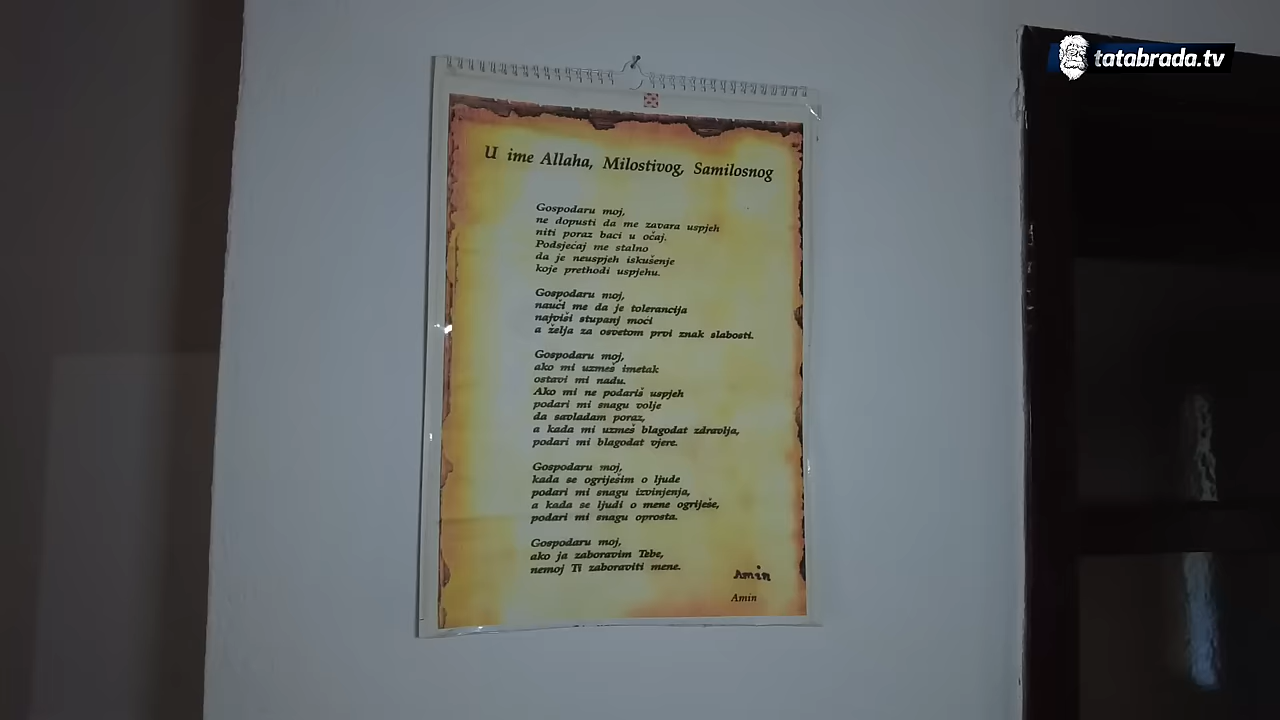 tatabrada.tv
U ime Allaha, Milostivog, Samilosnog
Gospodaru moj,
ne dopusti da me zavara uspjeh
niti poraz baci u očaj.
Podsjećaj me stalno
da je neuspjeh iskušenje
koje prethodi uspjehu.
Gospodaru moj,
nauči me da je tolerancija
najviši stupanj moći
a želja za osvetom prvi znak slabosti.
Gospodaru moj,
ako mi uzmeš imetak
ostavi mi nadu.
Ako mi ne podariš uspjeh
podari mi snagu volje
da savladam poraz,
a kada mi uzmeš blagodat zdravlja,
podari mi blagodat vjere.
Gospodaru moj,
kada se ogriješim o ljude
podari mi snagu izvinjenja,
a kada se ljudi o mene ogriješe,
podari mi snagu oprosta.
Gospodaru moj,
ako ja zaboravim Tebe,
nemoj Ti zaboraviti mene.
Amin
Amin